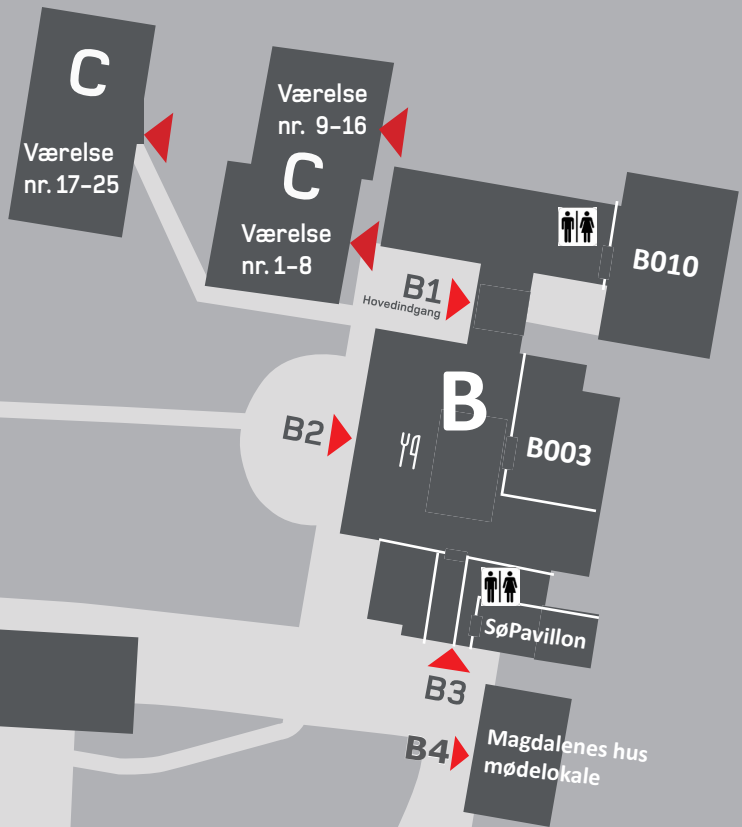 C
Værelse
nr. 17–25
Værelse
nr. 9–16
C
Værelse
nr. 1–8
B010
B1
Hovedindgang
B
B2
B003
SøPavillon
B3
B4
Magdalenes hus
mødelokale